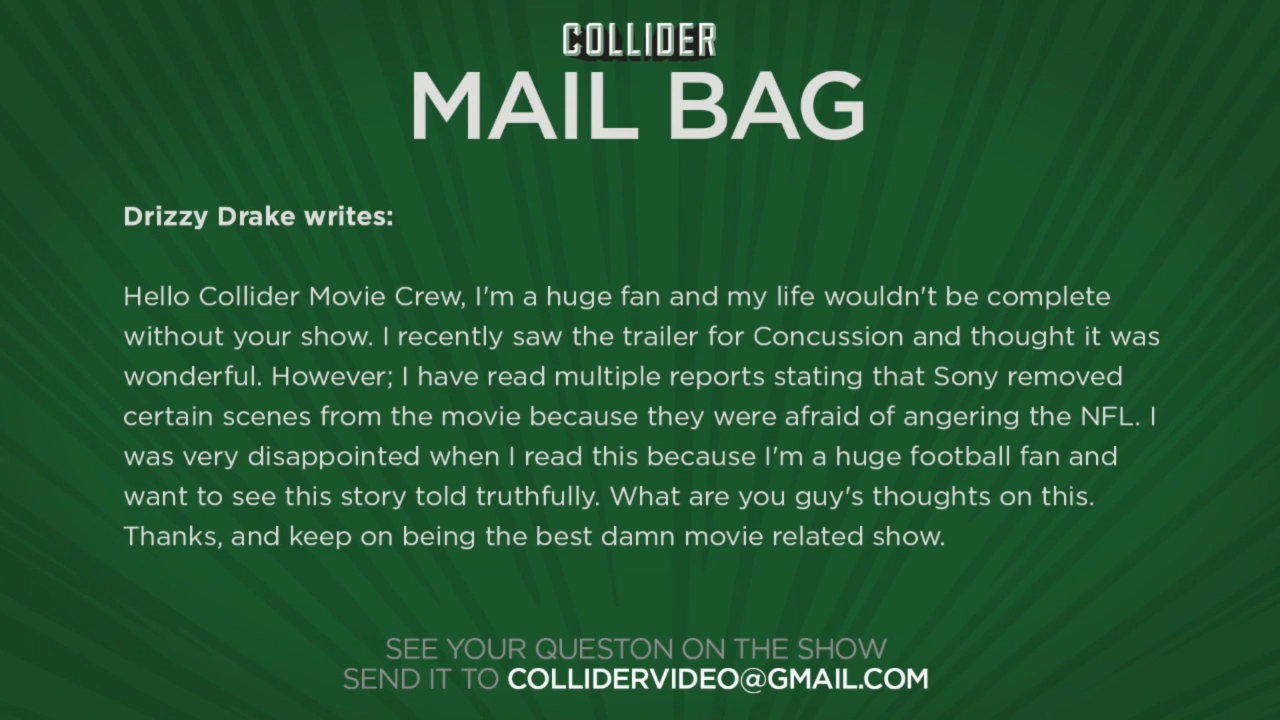 COLLIDER
MAIL BAG
Drizzy Drake writes:
Hello Collider Movie Crew, I'm a huge fan and my life wouldn't be complete
without your show. I recently saw the trailer for Concussion and thought it was
wonderful. However; I have read multiple reports stating that Sony removed
certain scenes from the movie because they were afraid of angering the NFL. I
was very disappointed when I read this because I'm a huge football fan and
want to see this story told truthfully. What are you guy's thoughts on this.
Thanks, and keep on being the best damn movie related show.
SEE YOUR QUESTON ON THE SHOW
SEND IT TO COLLIDERVIDEO@GMAIL.COM